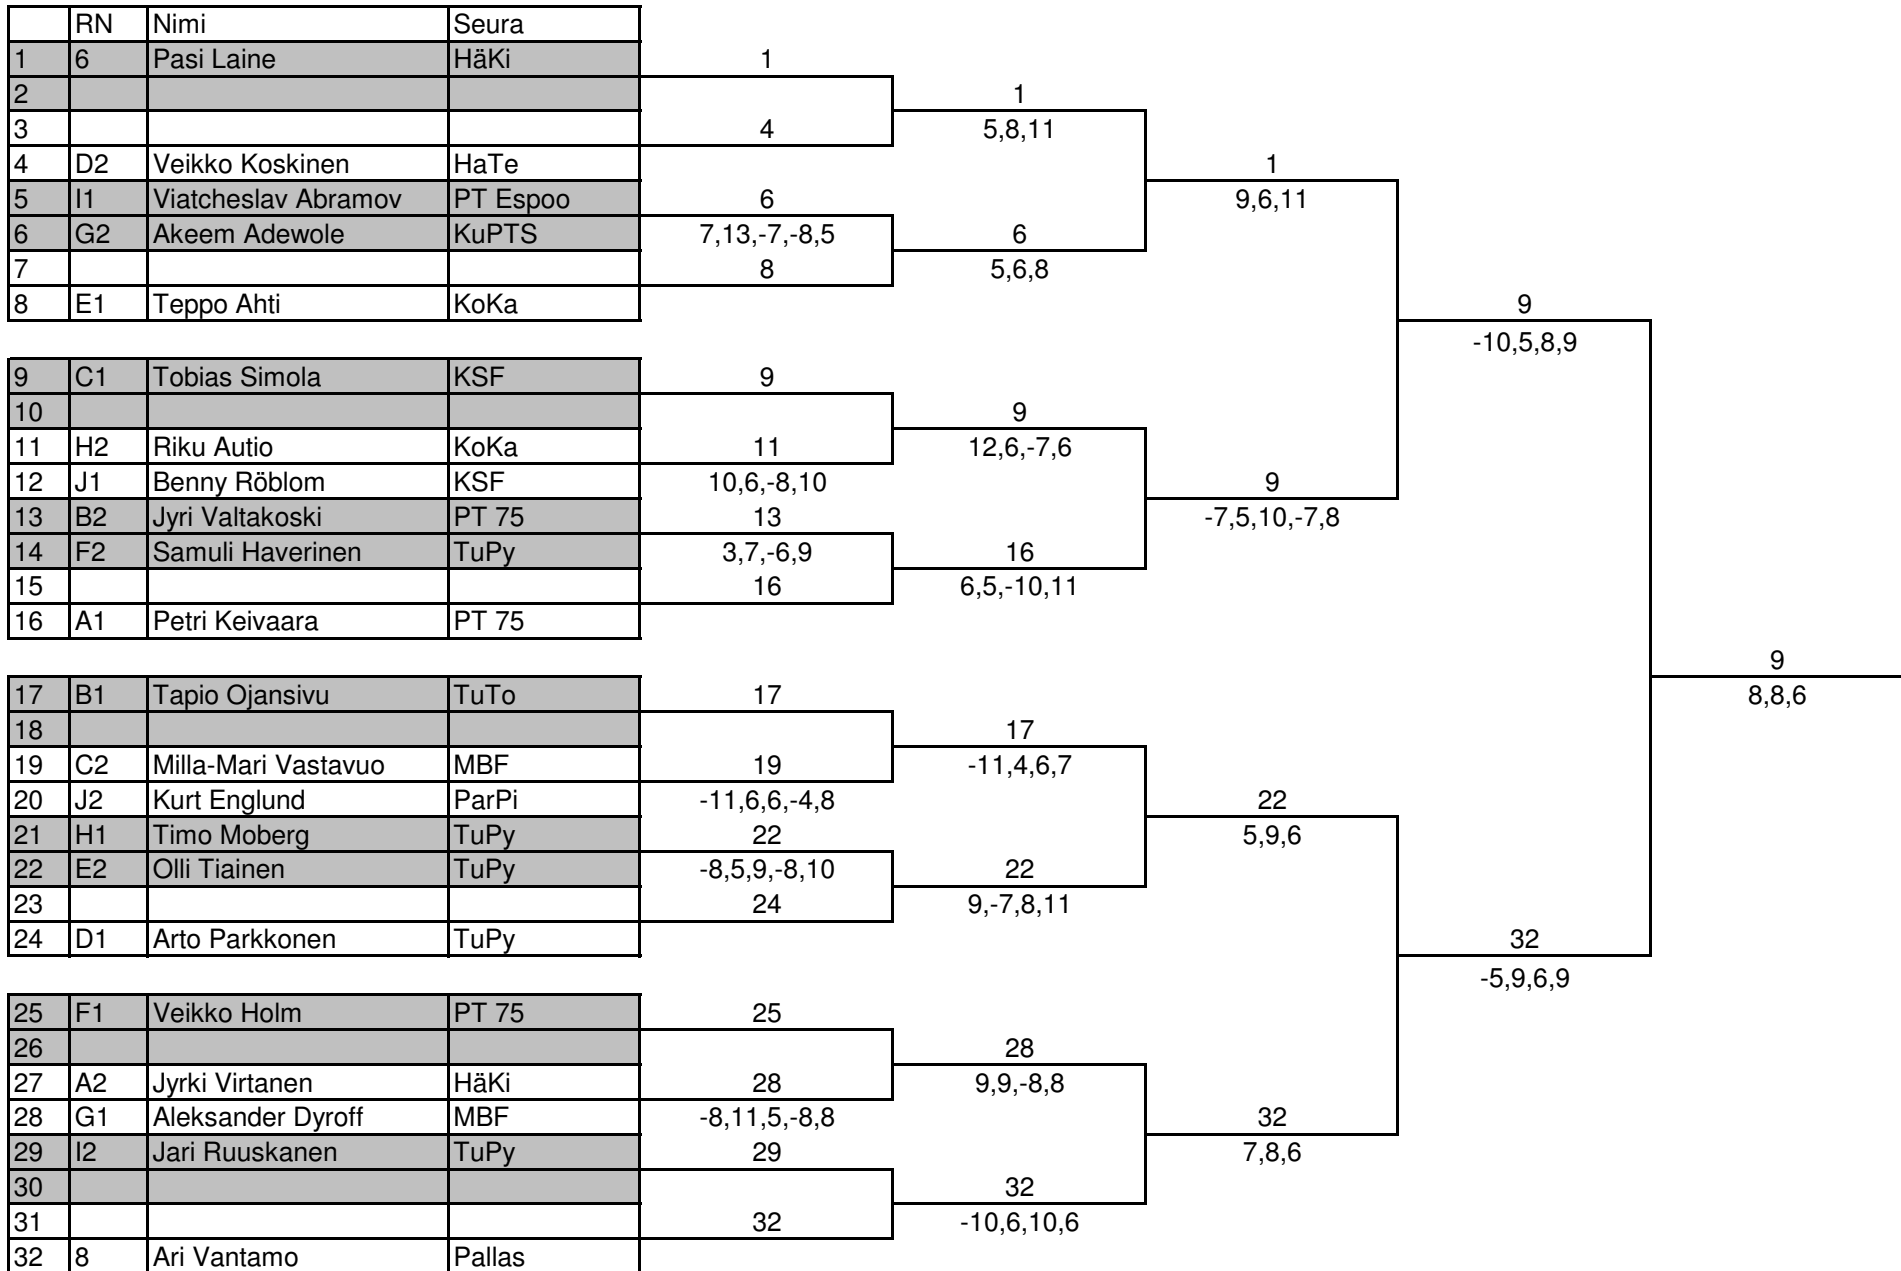 RN Nimi Seura
1 6 Pasi Laine HäKi 1
2 1
3 4 5,8,11
4 D2 Veikko Koskinen HaTe 1
5 I1 Viatcheslav Abramov PT Espoo 6 9,6,11
6 G2 Akeem Adewole KuPTS 7,13,-7,-8,5 6
7 8 5,6,8
8 E1 Teppo Ahti KoKa 9
-10,5,8,9
9 C1 Tobias Simola KSF 9
10 9
11 H2 Riku Autio KoKa 11 12,6,-7,6
12 J1 Benny Röblom KSF 10,6,-8,10 9
13 B2 Jyri Valtakoski PT 75 13 -7,5,10,-7,8
14 F2 Samuli Haverinen TuPy 3,7,-6,9 16
15 16 6,5,-10,11
16 A1 Petri Keivaara PT 75
9
17 B1 Tapio Ojansivu TuTo 17 8,8,6
18 17
19 C2 Milla-Mari Vastavuo MBF 19 -11,4,6,7
20 J2 Kurt Englund ParPi -11,6,6,-4,8 22
21 H1 Timo Moberg TuPy 22 5,9,6
22 E2 Olli Tiainen TuPy -8,5,9,-8,10 22
23 24 9,-7,8,11
24 D1 Arto Parkkonen TuPy 32
-5,9,6,9
25 F1 Veikko Holm PT 75 25
26 28
27 A2 Jyrki Virtanen HäKi 28 9,9,-8,8
28 G1 Aleksander Dyroff MBF -8,11,5,-8,8 32
29 I2 Jari Ruuskanen TuPy 29 7,8,6
30 32
31 32 -10,6,10,6
32 8 Ari Vantamo Pallas